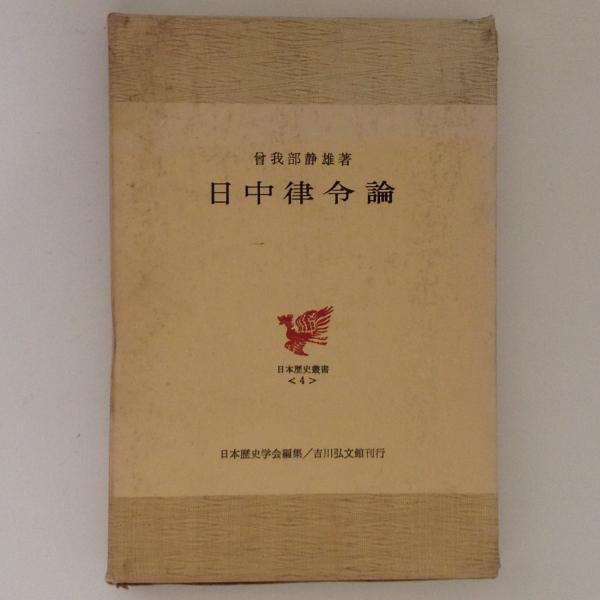 曾我部静雄著
日中律令論
日本歴史叢書
<4>
日本歴史学会編集/吉川弘文館刊行